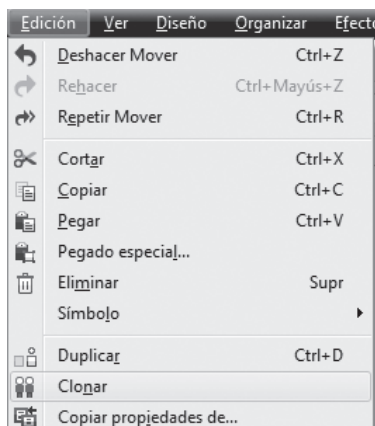 Edición Ver Diseño Organizar Efect
Deshacer Mover Ctrl+Z
Rehacer Ctrl+Mayús+Z
Repetir Mover Ctrl+R
Cortar Ctrl+X
Copiar Ctrl+C
Pegar Ctrl+V
Pegado especial...
Eliminar Supr
Símbolo
Duplicar Ctrl+D
Clonar
Copiar propiedades de...